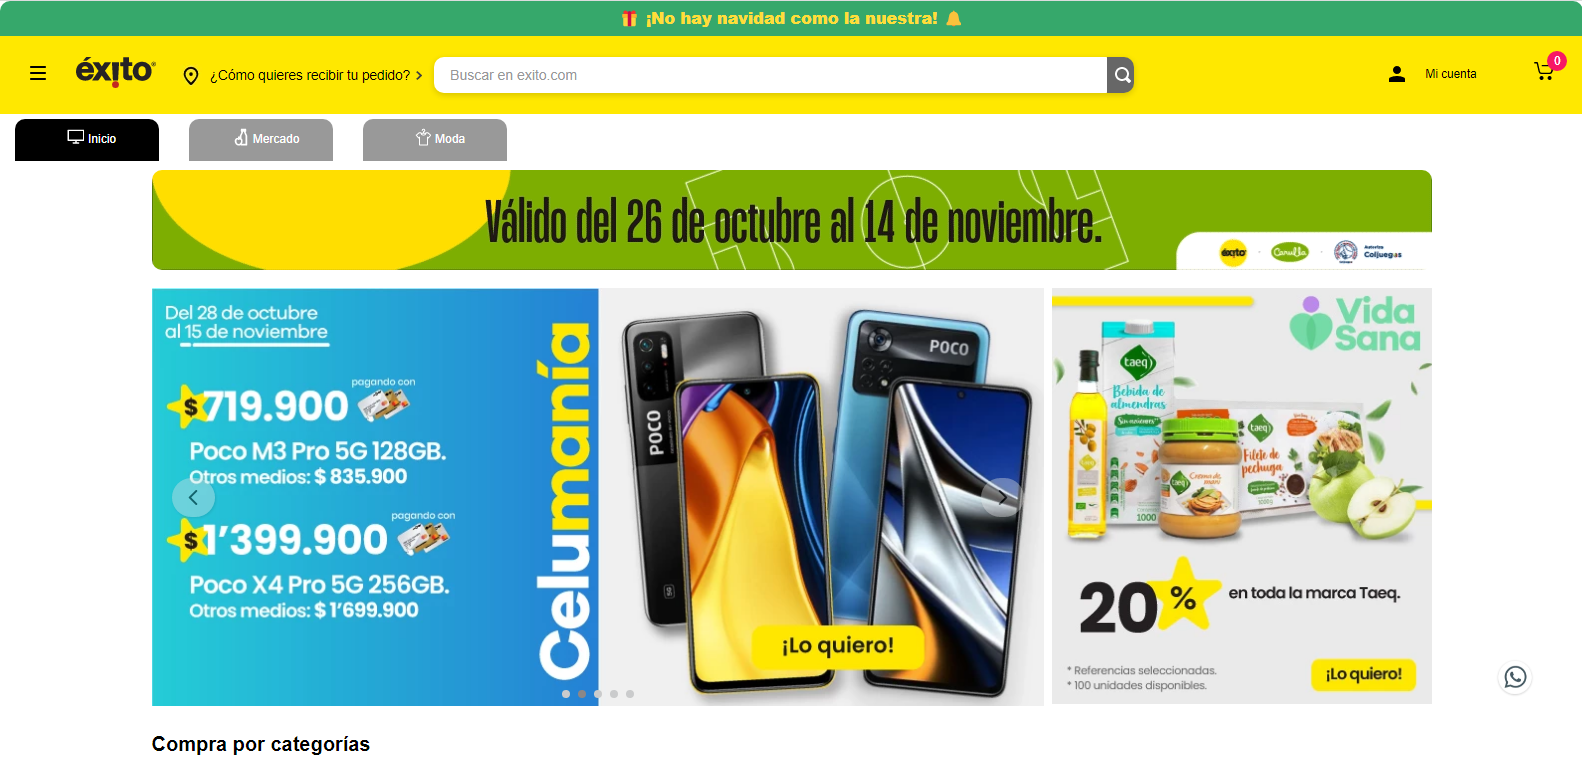 ¡No hay navidad como la nuestra!
éxito
¿Cómo quieres recibir tu pedido?
Buscar en exito.com
Mi cuenta
0
Inicio
Mercado
Moda
Válido del 26 de octubre al 14 de noviembre.
éxito
Carulla
Autoriza
Coljuegos
Del 28 de octubre
al 15 de noviembre
pagando con
$719.900
Poco M3 Pro 5G 128GB.
Otros medios: $ 835.900
pagando con
$1'399.900
Poco X4 Pro 5G 256GB.
Otros medios: $ 1'699.900
Celumanía
POCO
5G
POCO
¡Lo quiero!
Vida
Sana
taeq
Bebida de
almendras
Sin azúcares
1000
taeq
Crema de
maní
taeq
Filete de
pechuga
1000 g
20 %
en toda la marca Taeq.
* Referencias seleccionadas.
* 100 unidades disponibles.
¡Lo quiero!
Compra por categorías